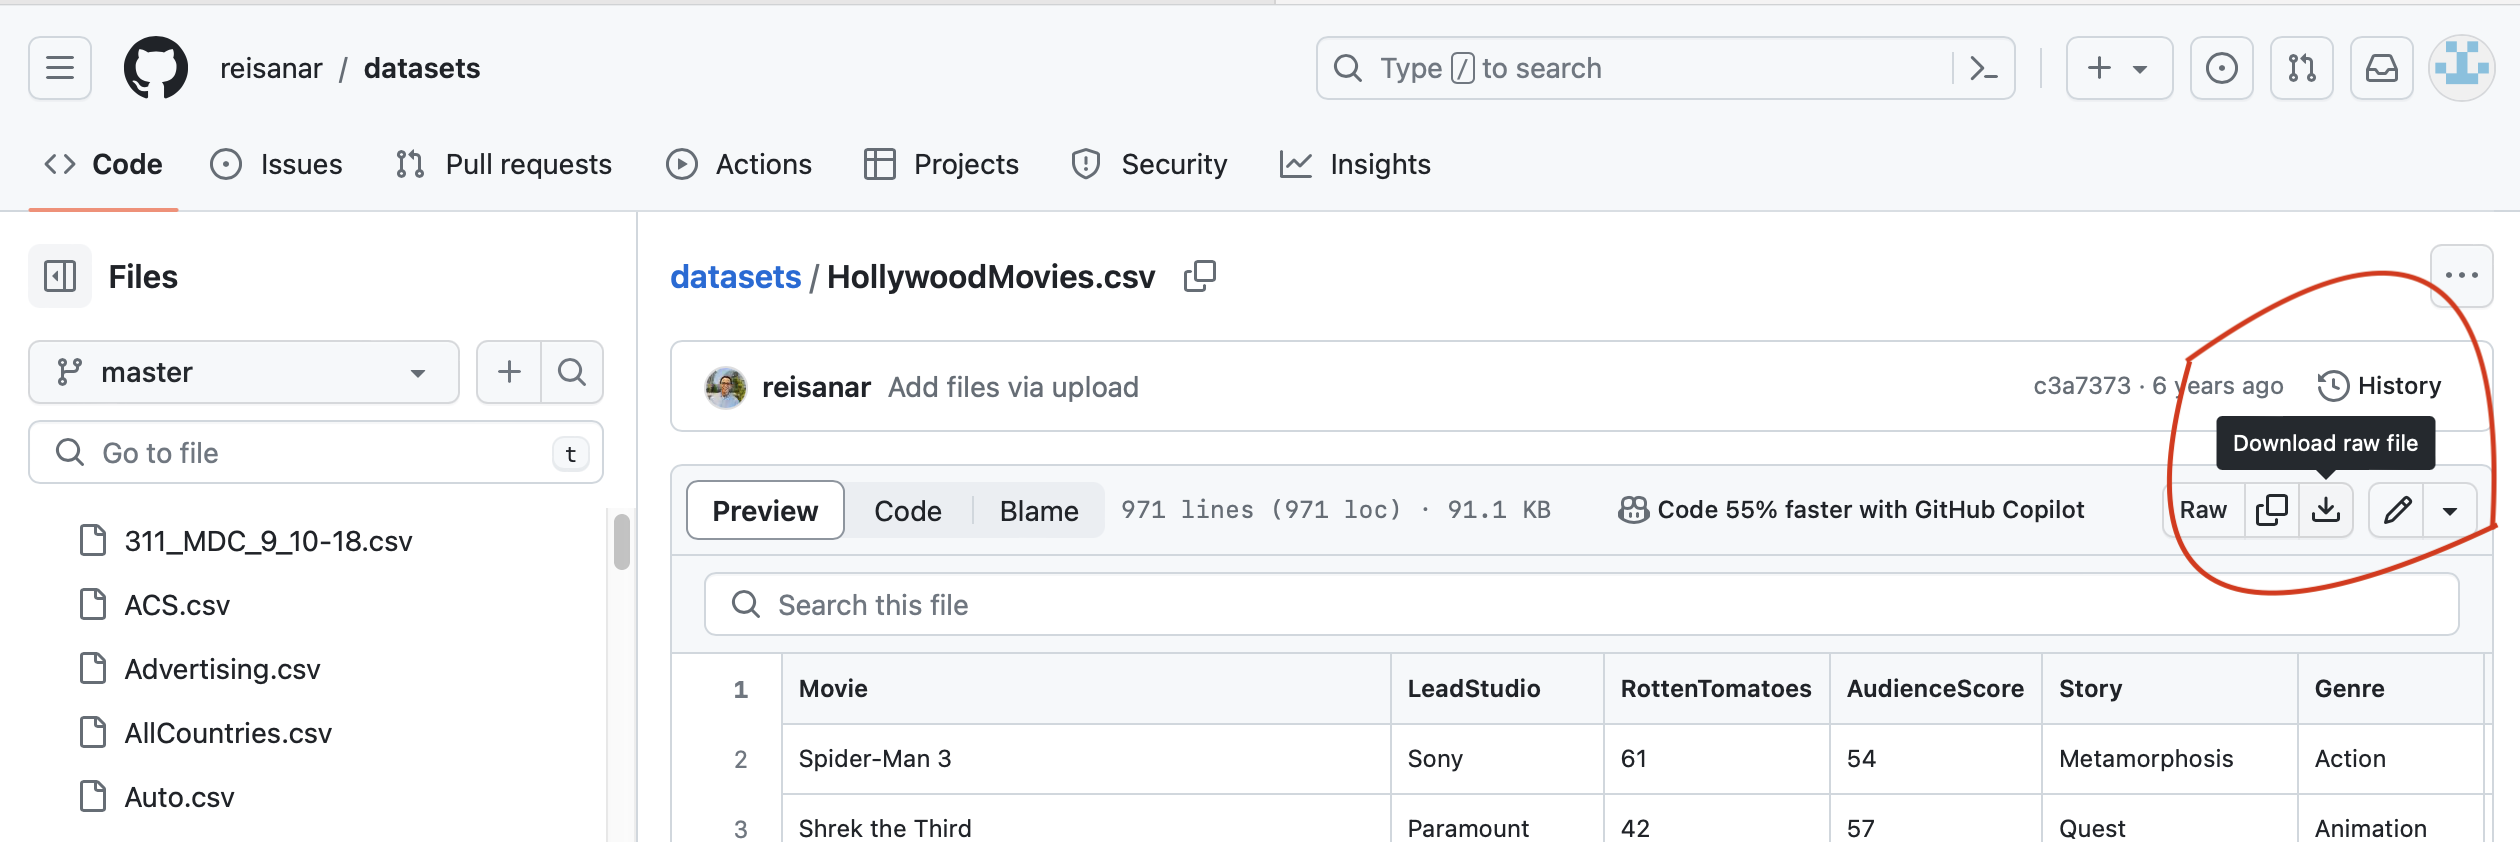 reisanar / datasets
Type / to search
Code Issues Pull requests Actions Projects Security Insights
Files
master
Go to file t
311_MDC_9_10-18.csv
ACS.csv
Advertising.csv
AllCountries.csv
Auto.csv
datasets / HollywoodMovies.csv
reisanar Add files via upload c3a7373 · 6 years ago History
Download raw file
Preview Code Blame 971 lines (971 loc) · 91.1 KB Code 55% faster with GitHub Copilot Raw
Search this file
1 Movie LeadStudio RottenTomatoes AudienceScore Story Genre
2 Spider-Man 3 Sony 61 54 Metamorphosis Action
3 Shrek the Third Paramount 42 57 Quest Animation